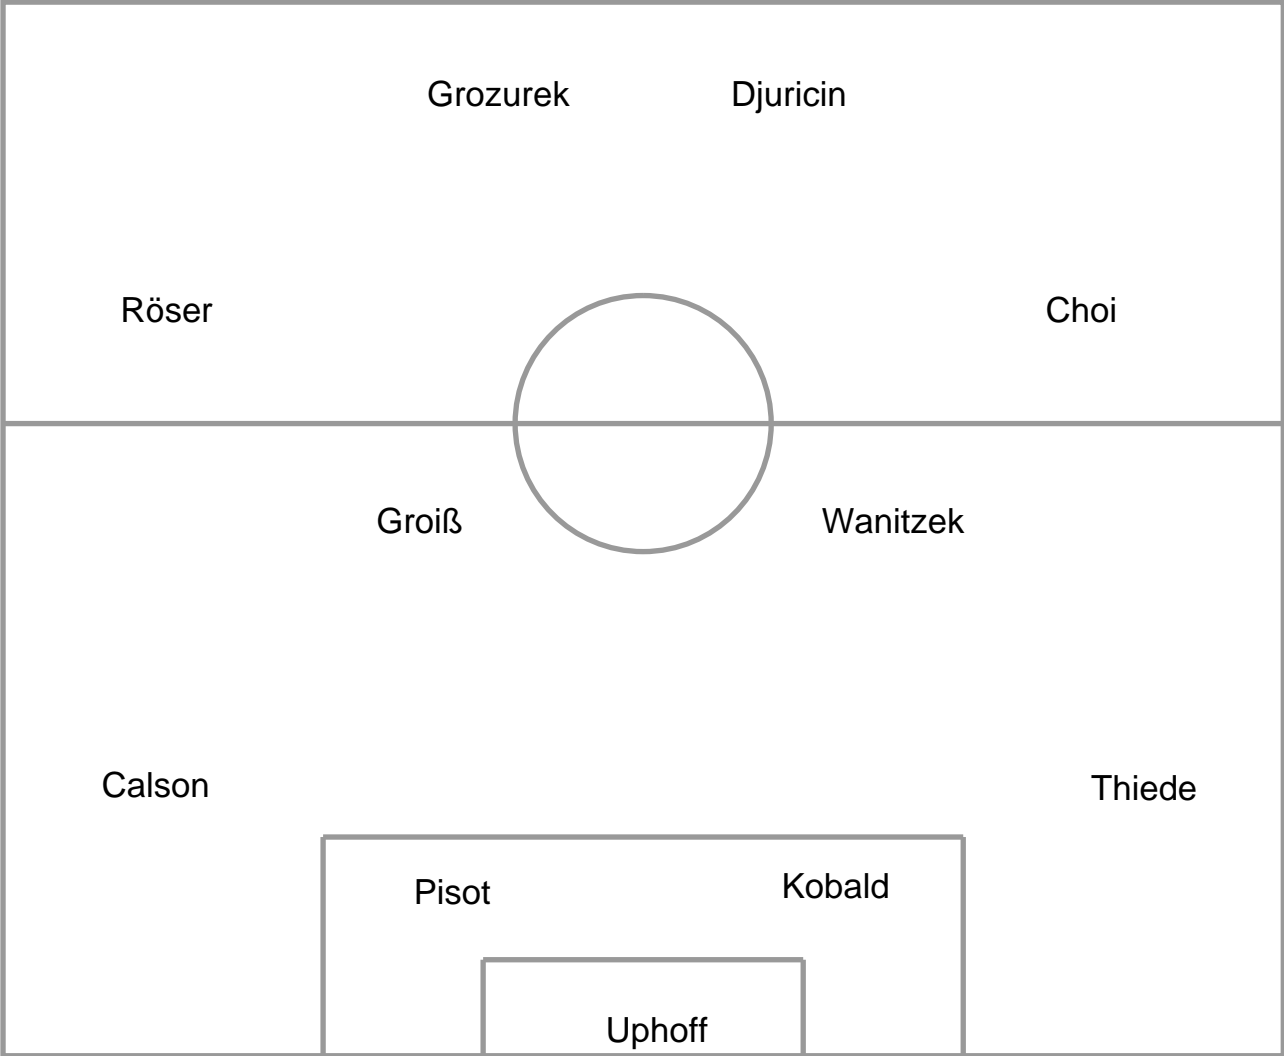 Grozurek
Djuricin
Röser
Choi
Groiß
Wanitzek
Calson
Thiede
Pisot
Kobald
Uphoff